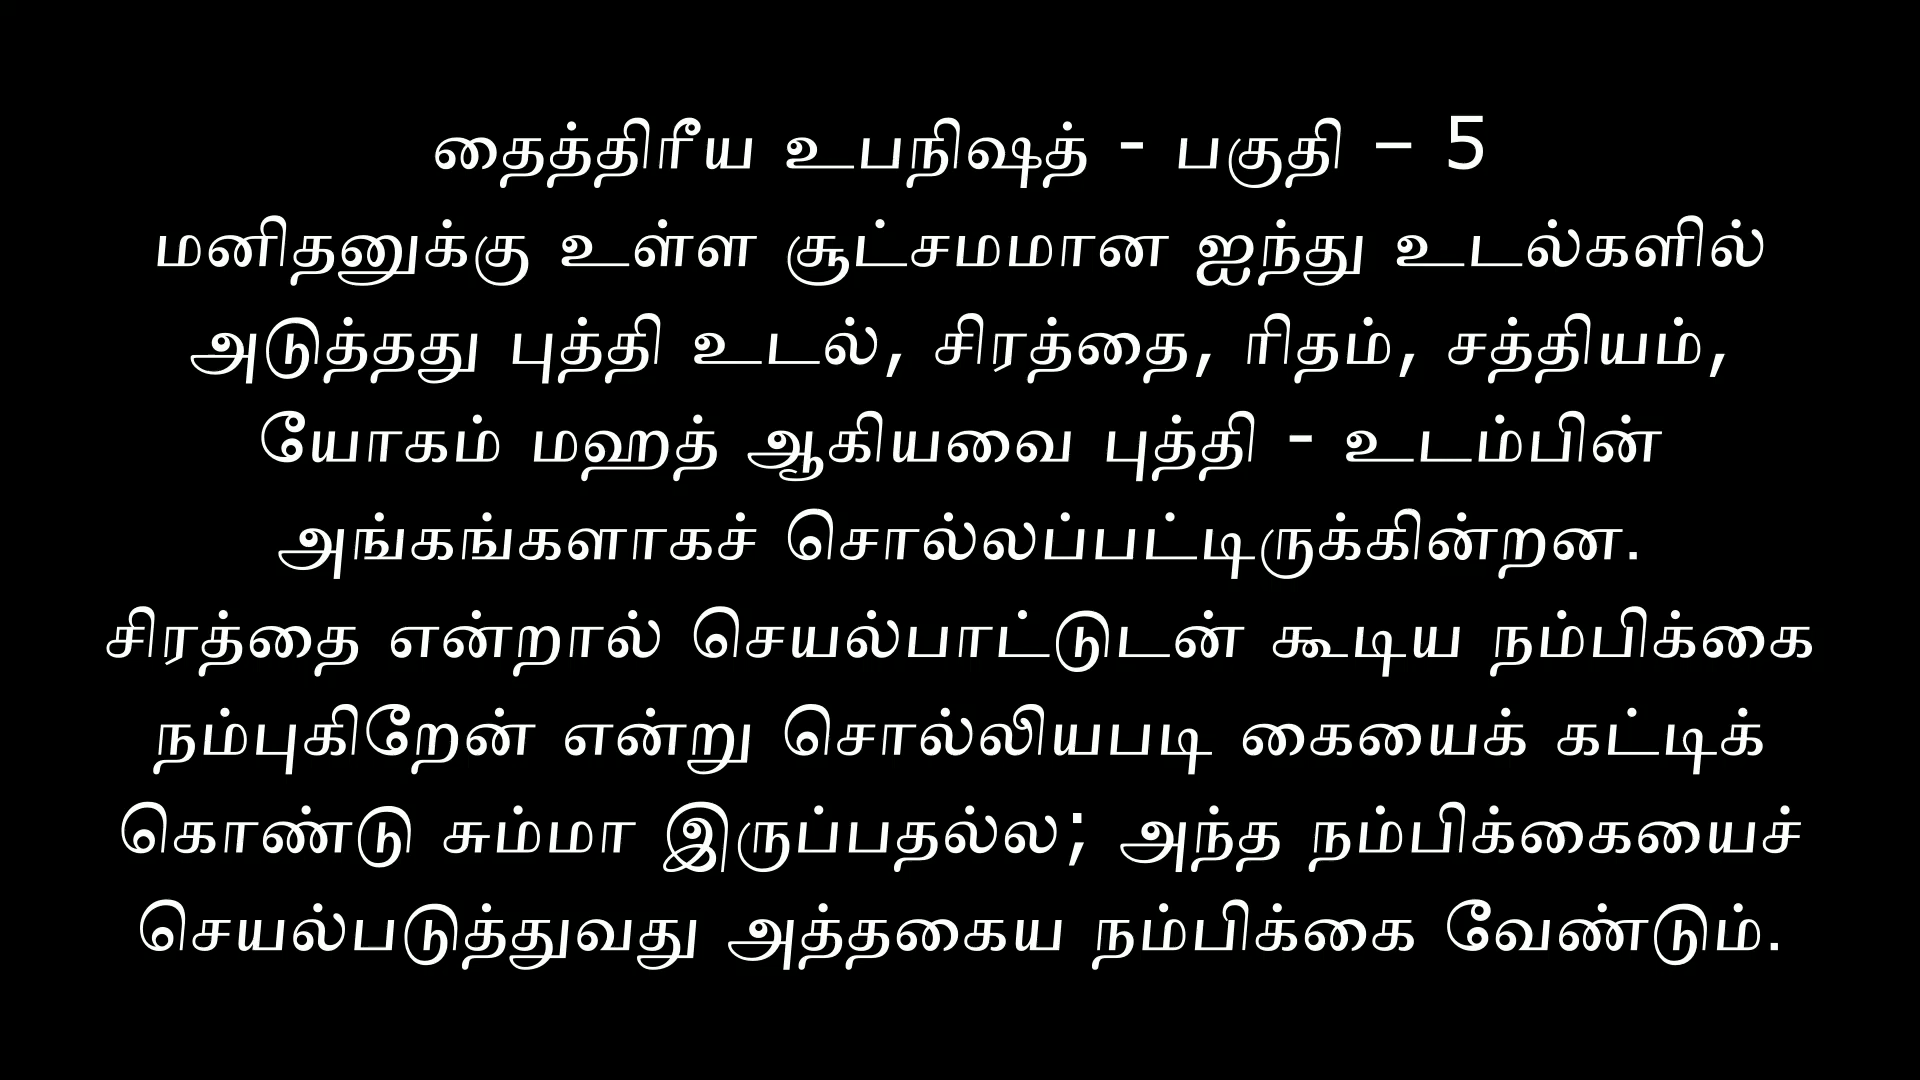 தைத்திரீய உபநிஷத் - பகுதி – 5
மனிதனுக்கு உள்ள சூட்சமமான ஐந்து உடல்களில்
அடுத்தது புத்தி உடல், சிரத்தை, ரிதம், சத்தியம்,
யோகம் மஹத் ஆகியவை புத்தி - உடம்பின்
அங்கங்களாகச் சொல்லப்பட்டிருக்கின்றன.
சிரத்தை என்றால் செயல்பாட்டுடன் கூடிய நம்பிக்கை
நம்புகிறேன் என்று சொல்லியபடி கையைக் கட்டிக்
கொண்டு சும்மா இருப்பதல்ல; அந்த நம்பிக்கையைச்
செயல்படுத்துவது அத்தகைய நம்பிக்கை வேண்டும்.